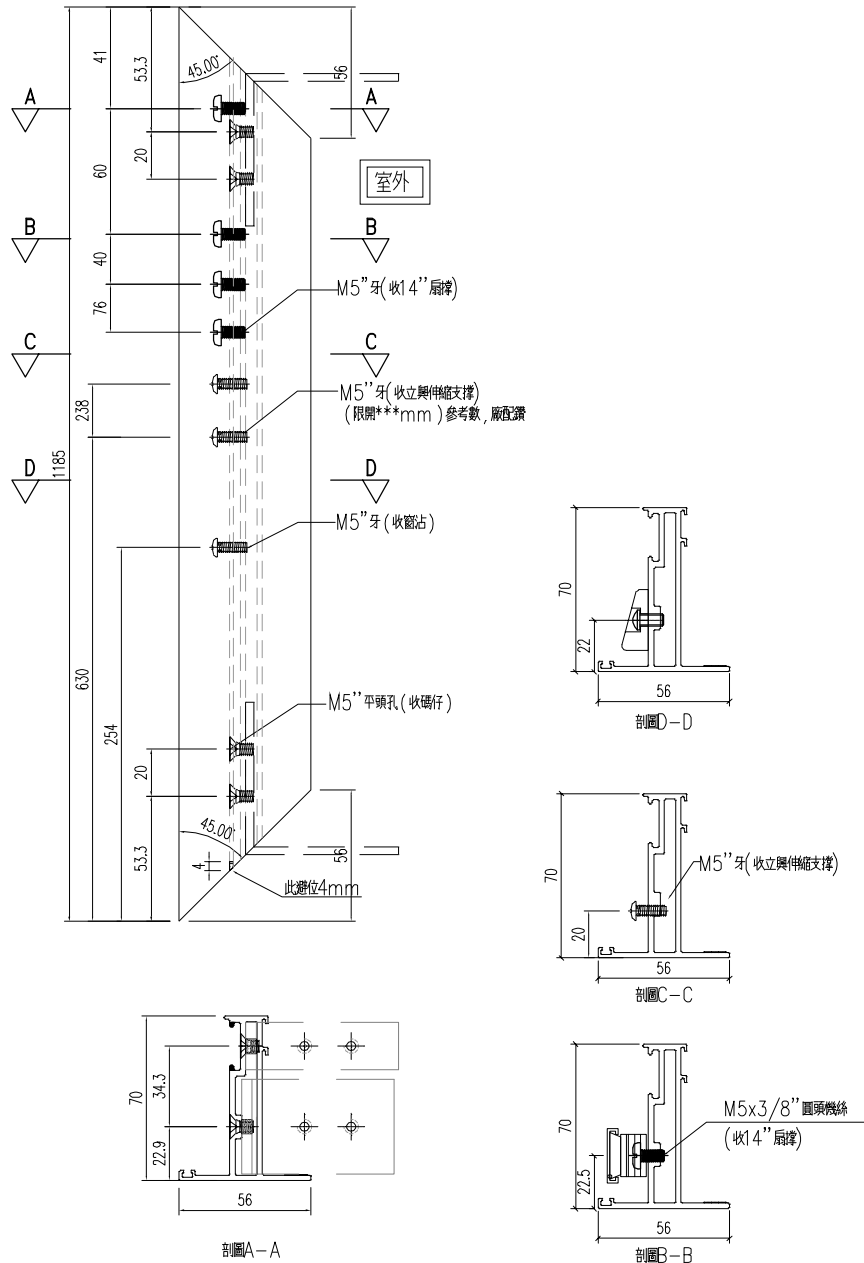 41
53.3
45.00°
56
A
A
20
60
室外
B
B
40
M5”牙(收14’’扇撐)
76
C
C
M5’’牙(收立興伸縮支撐)
(限開***mm)參考數,廠配鑽
238
1185
D
D
M5”牙(收窗沾)
70
22
56
剖圖D-D
630
254
M5’’平頭孔(收碼仔)
20
45.00°
53.3
4
56
此避位4mm
70
M5’’牙(收立興伸縮支撐)
20
56
剖圖C-C
70
34.3
22.9
56
剖圖A-A
70
M5x3/8”圓頭機絲
(收14”扇撐)
22.5
56
剖圖B-B